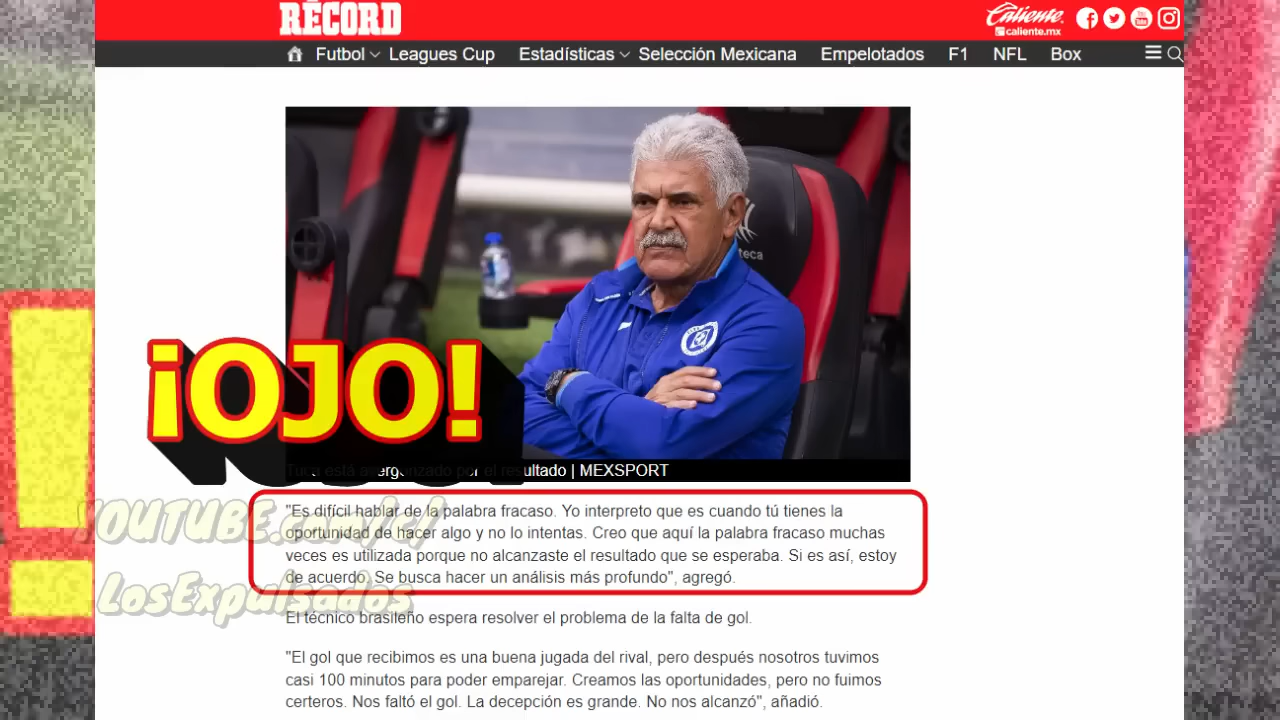 RÉCORD
Caliente.
caliente.mx
Futbol
Leagues Cup
Estadísticas
Selección Mexicana
Empelotados
F1
NFL
Box
teca
¡OJO!
está avergonzado por el resultado | MEXSPORT
"Es difícil hablar de la palabra fracaso. Yo interpreto que es cuando tú tienes la
oportunidad de hacer algo y no lo intentas. Creo que aquí la palabra fracaso muchas
veces es utilizada porque no alcanzaste el resultado que se esperaba. Si es así, estoy
de acuerdo. Se busca hacer un análisis más profundo", agregó.
YOUTUBE.com/c/
LosExpulsados
El técnico brasileño espera resolver el problema de la falta de gol.
"El gol que recibimos es una buena jugada del rival, pero después nosotros tuvimos
casi 100 minutos para poder emparejar. Creamos las oportunidades, pero no fuimos
certeros. Nos faltó el gol. La decepción es grande. No nos alcanzó", añadió.